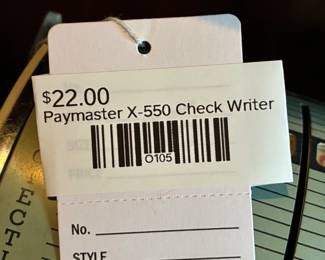 $22.00
Paymaster X-550 Check Writer
O105
No.
STYLE